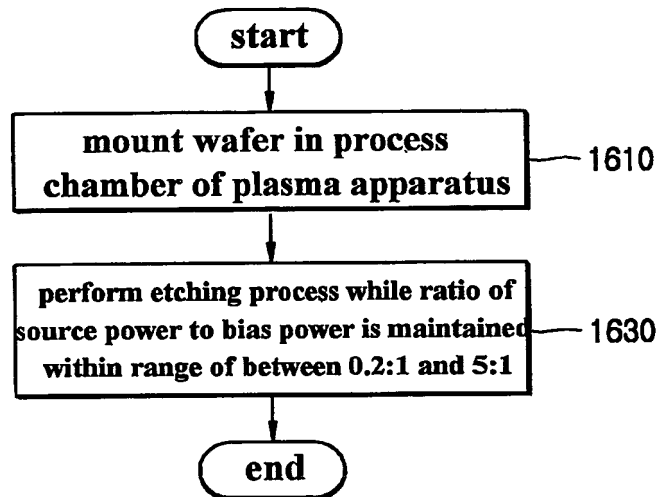 start
mount wafer in process
chamber of plasma apparatus
1610
perform etching process while ratio of
source power to bias power is maintained
within range of between 0.2:1 and 5:1
1630
end